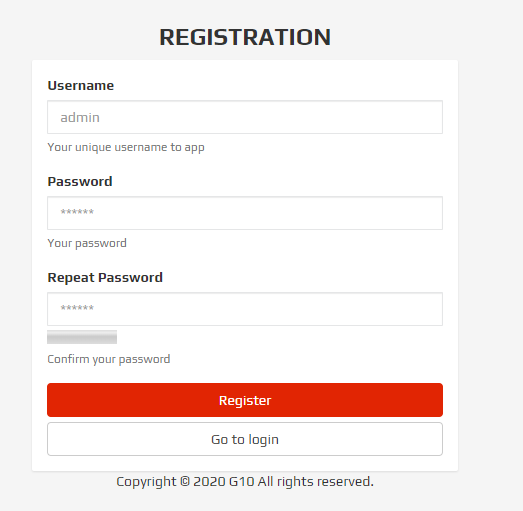 REGISTRATION
Username
admin
Your unique username to app
Password
******
Your password
Repeat Password
******
Confirm your password
Register
Go to login
Copyright © 2020 G10 All rights reserved.